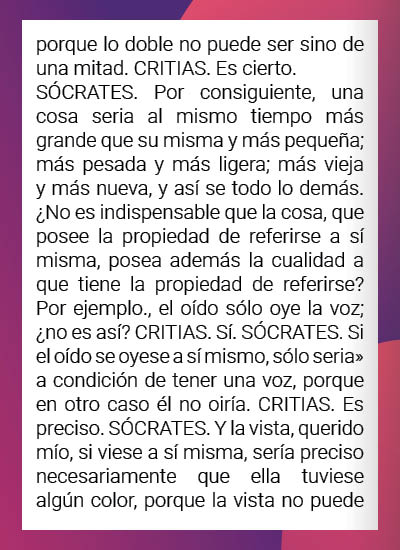 porque lo doble no puede ser sino de
una mitad. CRITIAS. Es cierto.
SÓCRATES. Por consiguiente, una
cosa seria al mismo tiempo más
grande que su misma y más pequeña;
más pesada y más ligera; más vieja
y más nueva, y así se todo lo demás.
¿No es indispensable que la cosa, que
posee la propiedad de referirse a sí
misma, posea además la cualidad a
que tiene la propiedad de referirse?
Por ejemplo., el oído sólo oye la voz;
¿no es así? CRITIAS. Sí. SÓCRATES. Si
el oído se oyese a sí mismo, sólo seria»
a condición de tener una voz, porque
en otro caso él no oiría. CRITIAS. Es
preciso. SÓCRATES. Y la vista, querido
mío, si viese a sí misma, sería preciso
necesariamente que ella tuviese
algún color, porque la vista no puede